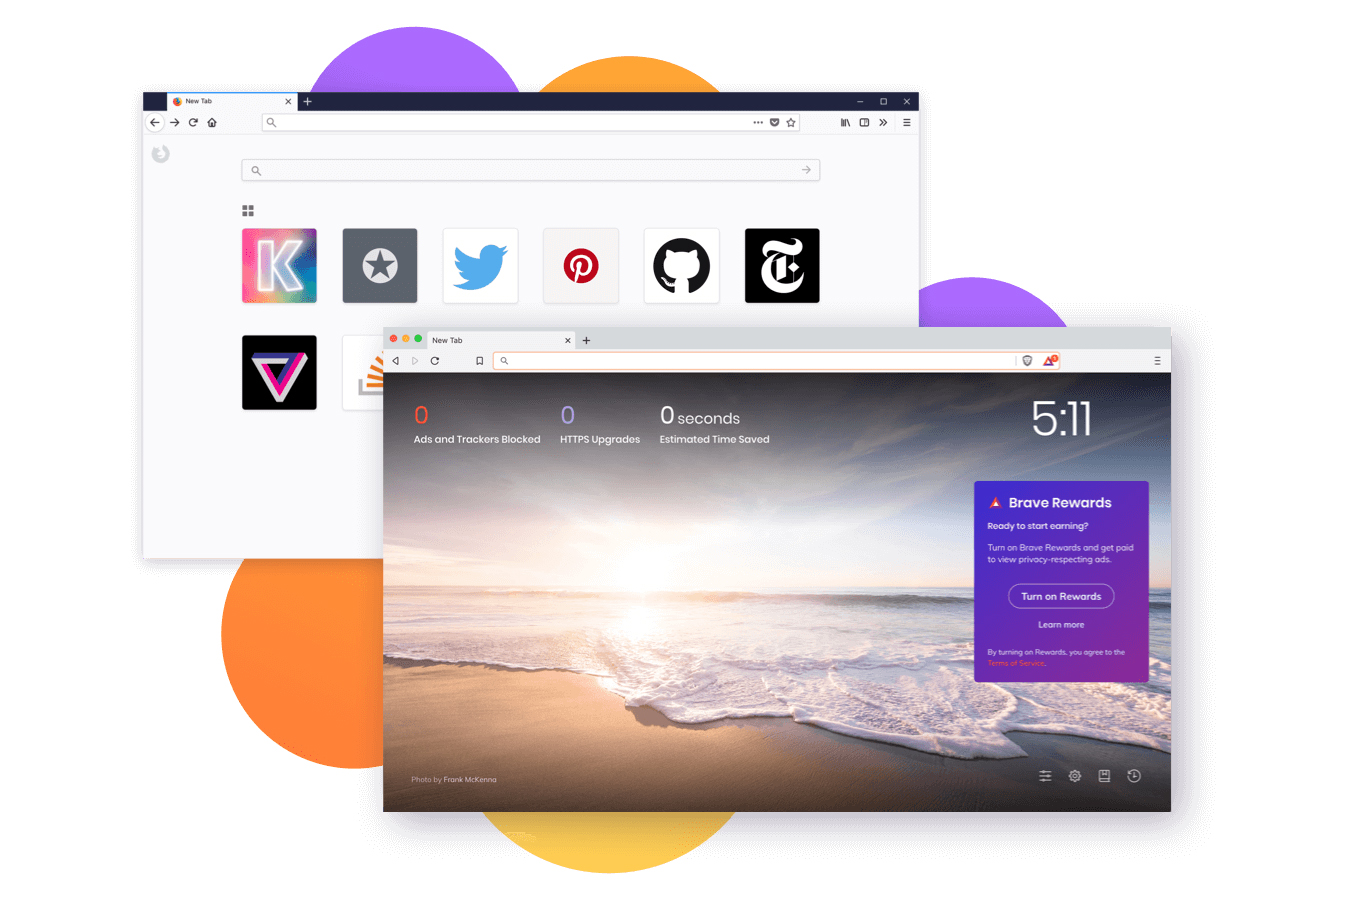 New Tab
K
T
New Tab
1
0
0
0 seconds
Ads and Trackers Blocked
HTTPS Upgrades
Estimated Time Saved
5:11
Brave Rewards
Ready to start earning?
Turn on Brave Rewards and get paid
to view privacy-respecting ads.
Turn on Rewards
Learn more
By turning on Rewards, you agree to the
Terms of Service.
Photo by Frank McKenna